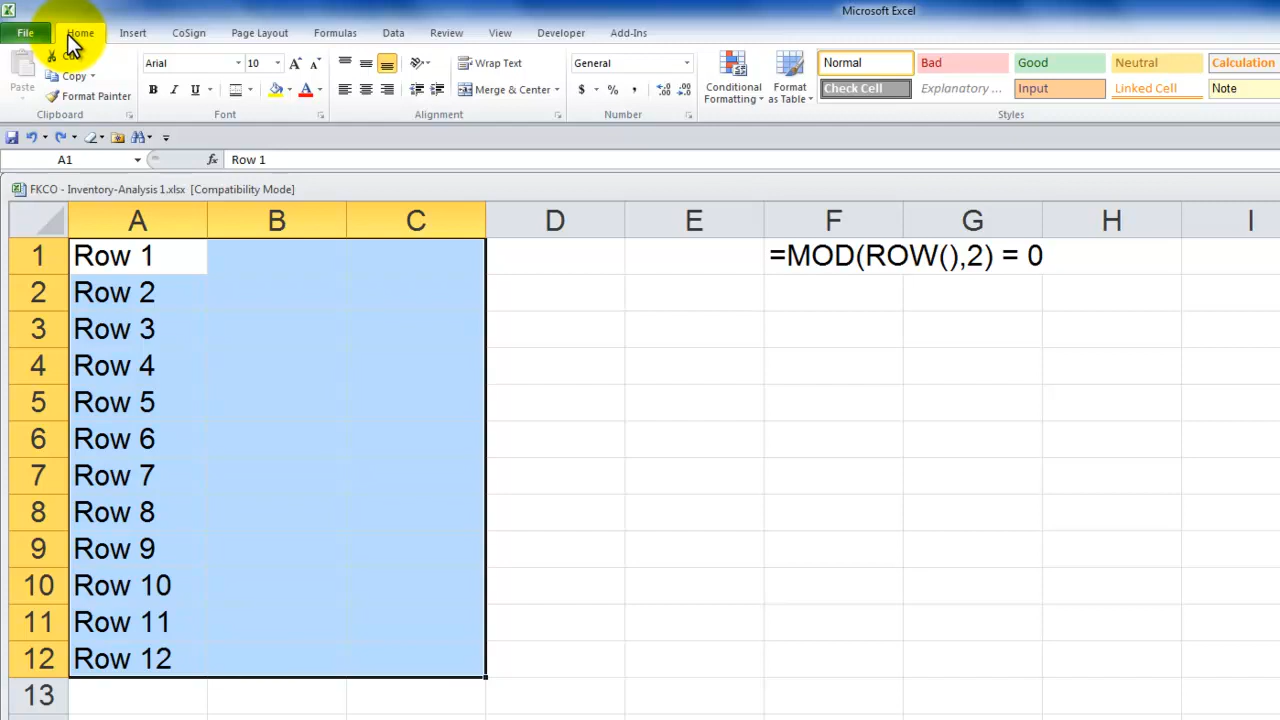 Microsoft Excel
File Home Insert CoSign Page Layout Formulas Data Review View Developer Add-Ins
Arial 10 Wrap Text General Normal Bad Good Neutral Calculation
Paste Copy Format Painter B I U Merge & Center $ % , Conditional Formatting Format as Table Check Cell Explanatory ... Input Linked Cell Note
Clipboard Font Alignment Number Styles
A1 fx Row 1
FKCO - Inventory-Analysis 1.xlsx [Compatibility Mode]
A B C D E F G H I
1 Row 1 =MOD(ROW(),2) = 0
2 Row 2
3 Row 3
4 Row 4
5 Row 5
6 Row 6
7 Row 7
8 Row 8
9 Row 9
10 Row 10
11 Row 11
12 Row 12
13